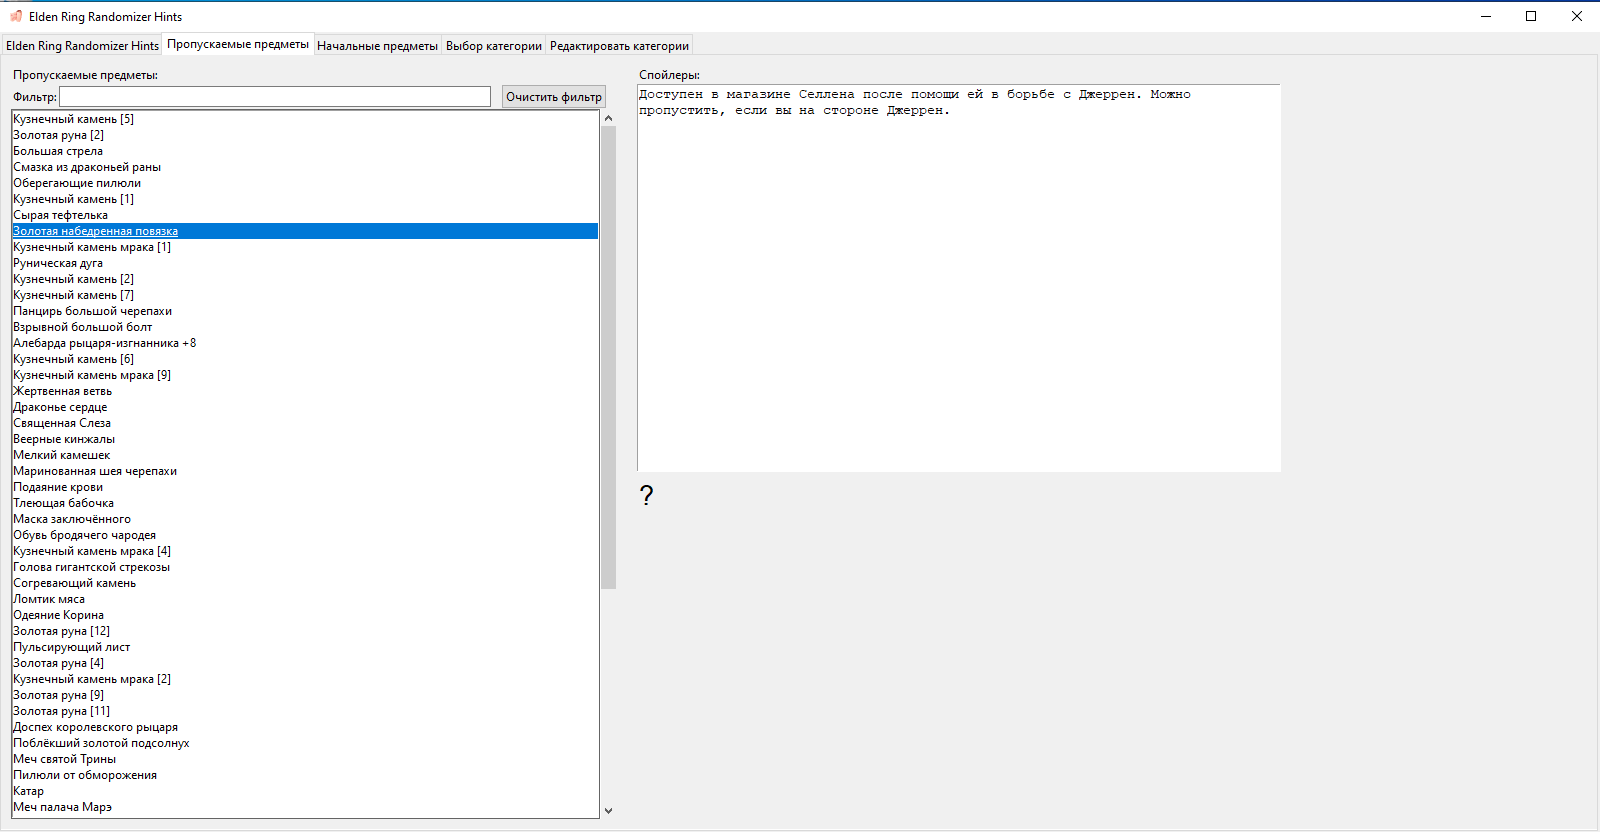 Elden Ring Randomizer Hints
Elden Ring Randomizer Hints Пропускаемые предметы Начальные предметы Выбор категории Редактировать категории
Пропускаемые предметы:
Фильтр: Очистить фильтр
Кузнечный камень [5]
Золотая руна [2]
Большая стрела
Смазка из драконьей раны
Оберегающие пилюли
Кузнечный камень [1]
Сырая тефтелька
Золотая набедренная повязка
Кузнечный камень мрака [1]
Руническая дуга
Кузнечный камень [2]
Кузнечный камень [7]
Панцирь большой черепахи
Взрывной большой болт
Алебарда рыцаря-изгнанника +8
Кузнечный камень [6]
Кузнечный камень мрака [9]
Жертвенная ветвь
Драконье сердце
Священная Слеза
Веерные кинжалы
Мелкий камешек
Маринованная шея черепахи
Подаяние крови
Тлеющая бабочка
Маска заключённого
Обувь бродячего чародея
Кузнечный камень мрака [4]
Голова гигантской стрекозы
Согревающий камень
Ломтик мяса
Одеяние Корина
Золотая руна [12]
Пульсирующий лист
Золотая руна [4]
Кузнечный камень мрака [2]
Золотая руна [9]
Золотая руна [11]
Доспех королевского рыцаря
Поблёкший золотой подсолнух
Меч святой Трины
Пилюли от обморожения
Катар
Меч палача Марэ
Спойлеры:
Доступен в магазине Селлена после помощи ей в борьбе с Джеррен. Можно
пропустить, если вы на стороне Джеррен.
?